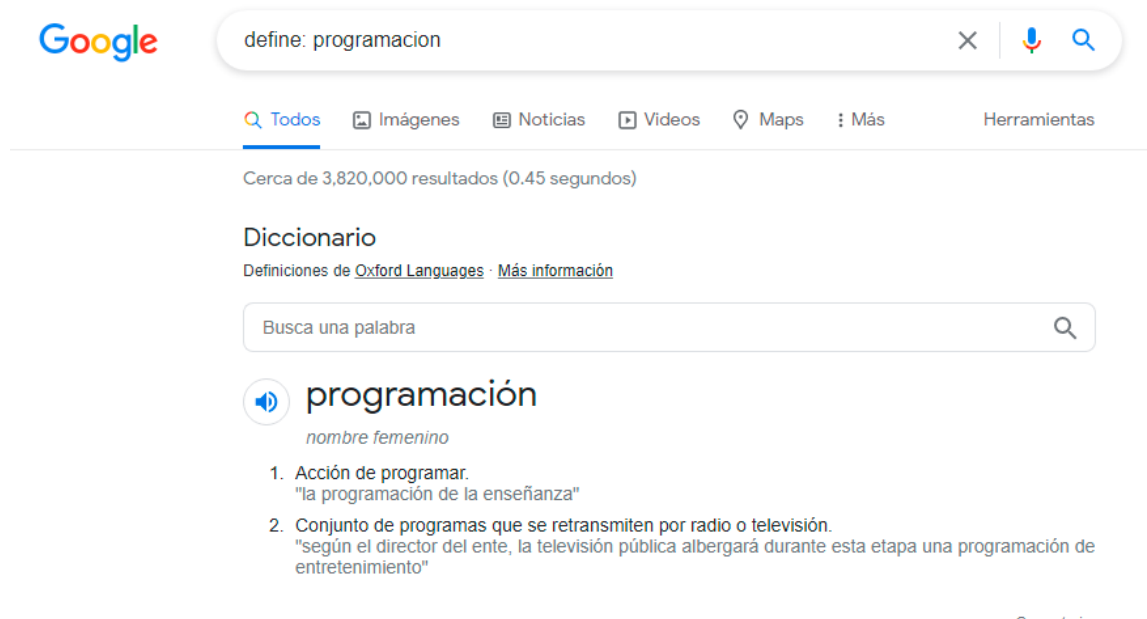 Google
define: programacion
Todos Imágenes Noticias Videos Maps Más Herramientas
Cerca de 3,820,000 resultados (0.45 segundos)
Diccionario
Definiciones de Oxford Languages · Más información
Busca una palabra
programación
nombre femenino
1. Acción de programar.
"la programación de la enseñanza"
2. Conjunto de programas que se retransmiten por radio o televisión.
"según el director del ente, la televisión pública albergará durante esta etapa una programación de
entretenimiento"